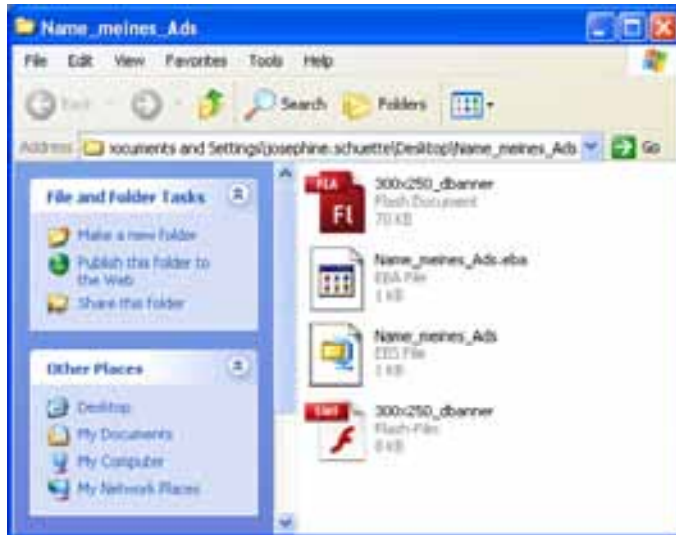 Name_meines_Ads
File Edit View Favorites Tools Help
Back Search Folders
Address ocuments and Settings\josephine.schuette\Desktop\Name_meines_Ads Go
File and Folder Tasks
Make a new folder
Publish this folder to
the Web
Share this folder
Other Places
Desktop
My Documents
My Computer
My Network Places
FLA
Fl
300x250_dbanner
Flash Document
70 KB
Name_meines_Ads.eba
EBA File
1 KB
Name_meines_Ads
File
1 KB
SWF
300x250_dbanner
8 KB